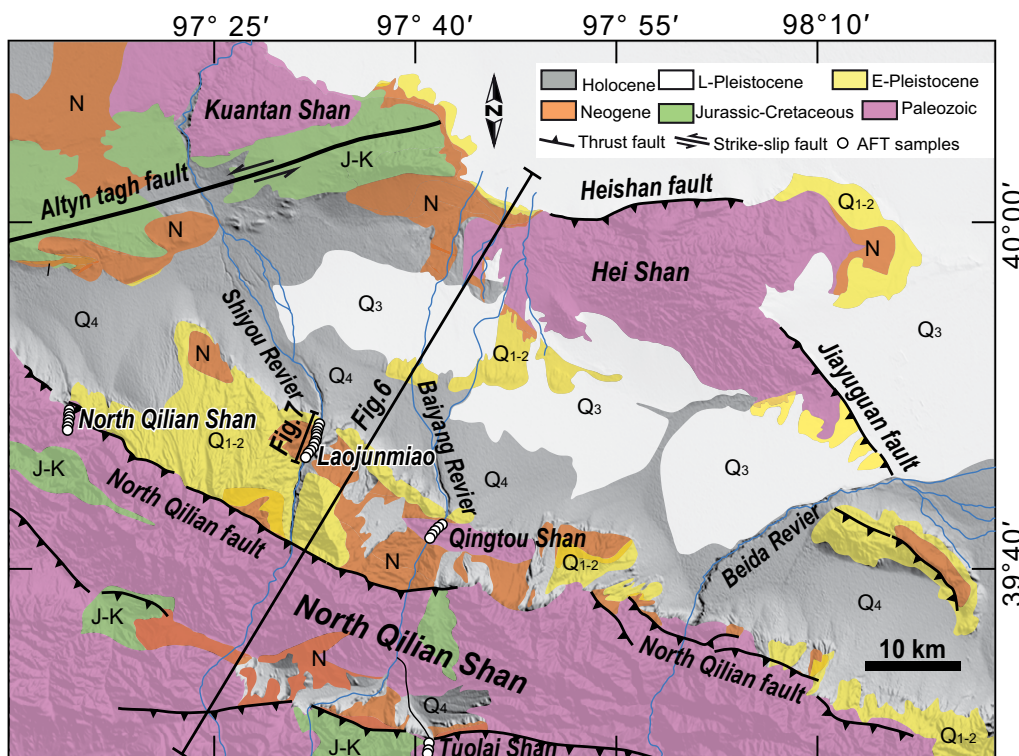 97° 25′ 97° 40′ 97° 55′ 98° 10′
Holocene L-Pleistocene E-Pleistocene
Neogene Jurassic-Cretaceous Paleozoic
Thrust fault Strike-slip fault AFT samples
N
N
Kuantan Shan
J-K
Altyn tagh fault
Heishan fault
N
N
Q1-2
N
40° 00′
Hei Shan
Q4
Shiyou Revier
Q3
Q3
N
Q4
Q1-2
Fig.6
Baiyang Revier
Q3
Jiayuguan fault
North Qilian Shan
Fig.7
Q1-2
Laojunmiao
J-K
Q4
Q3
North Qilian fault
Qingtou Shan
Beida Revier
N
Q1-2
39° 40′
Q4
J-K
North Qilian Shan
N
10 km
North Qilian fault
Q4
Q1-2
J-K
Tuolai Shan